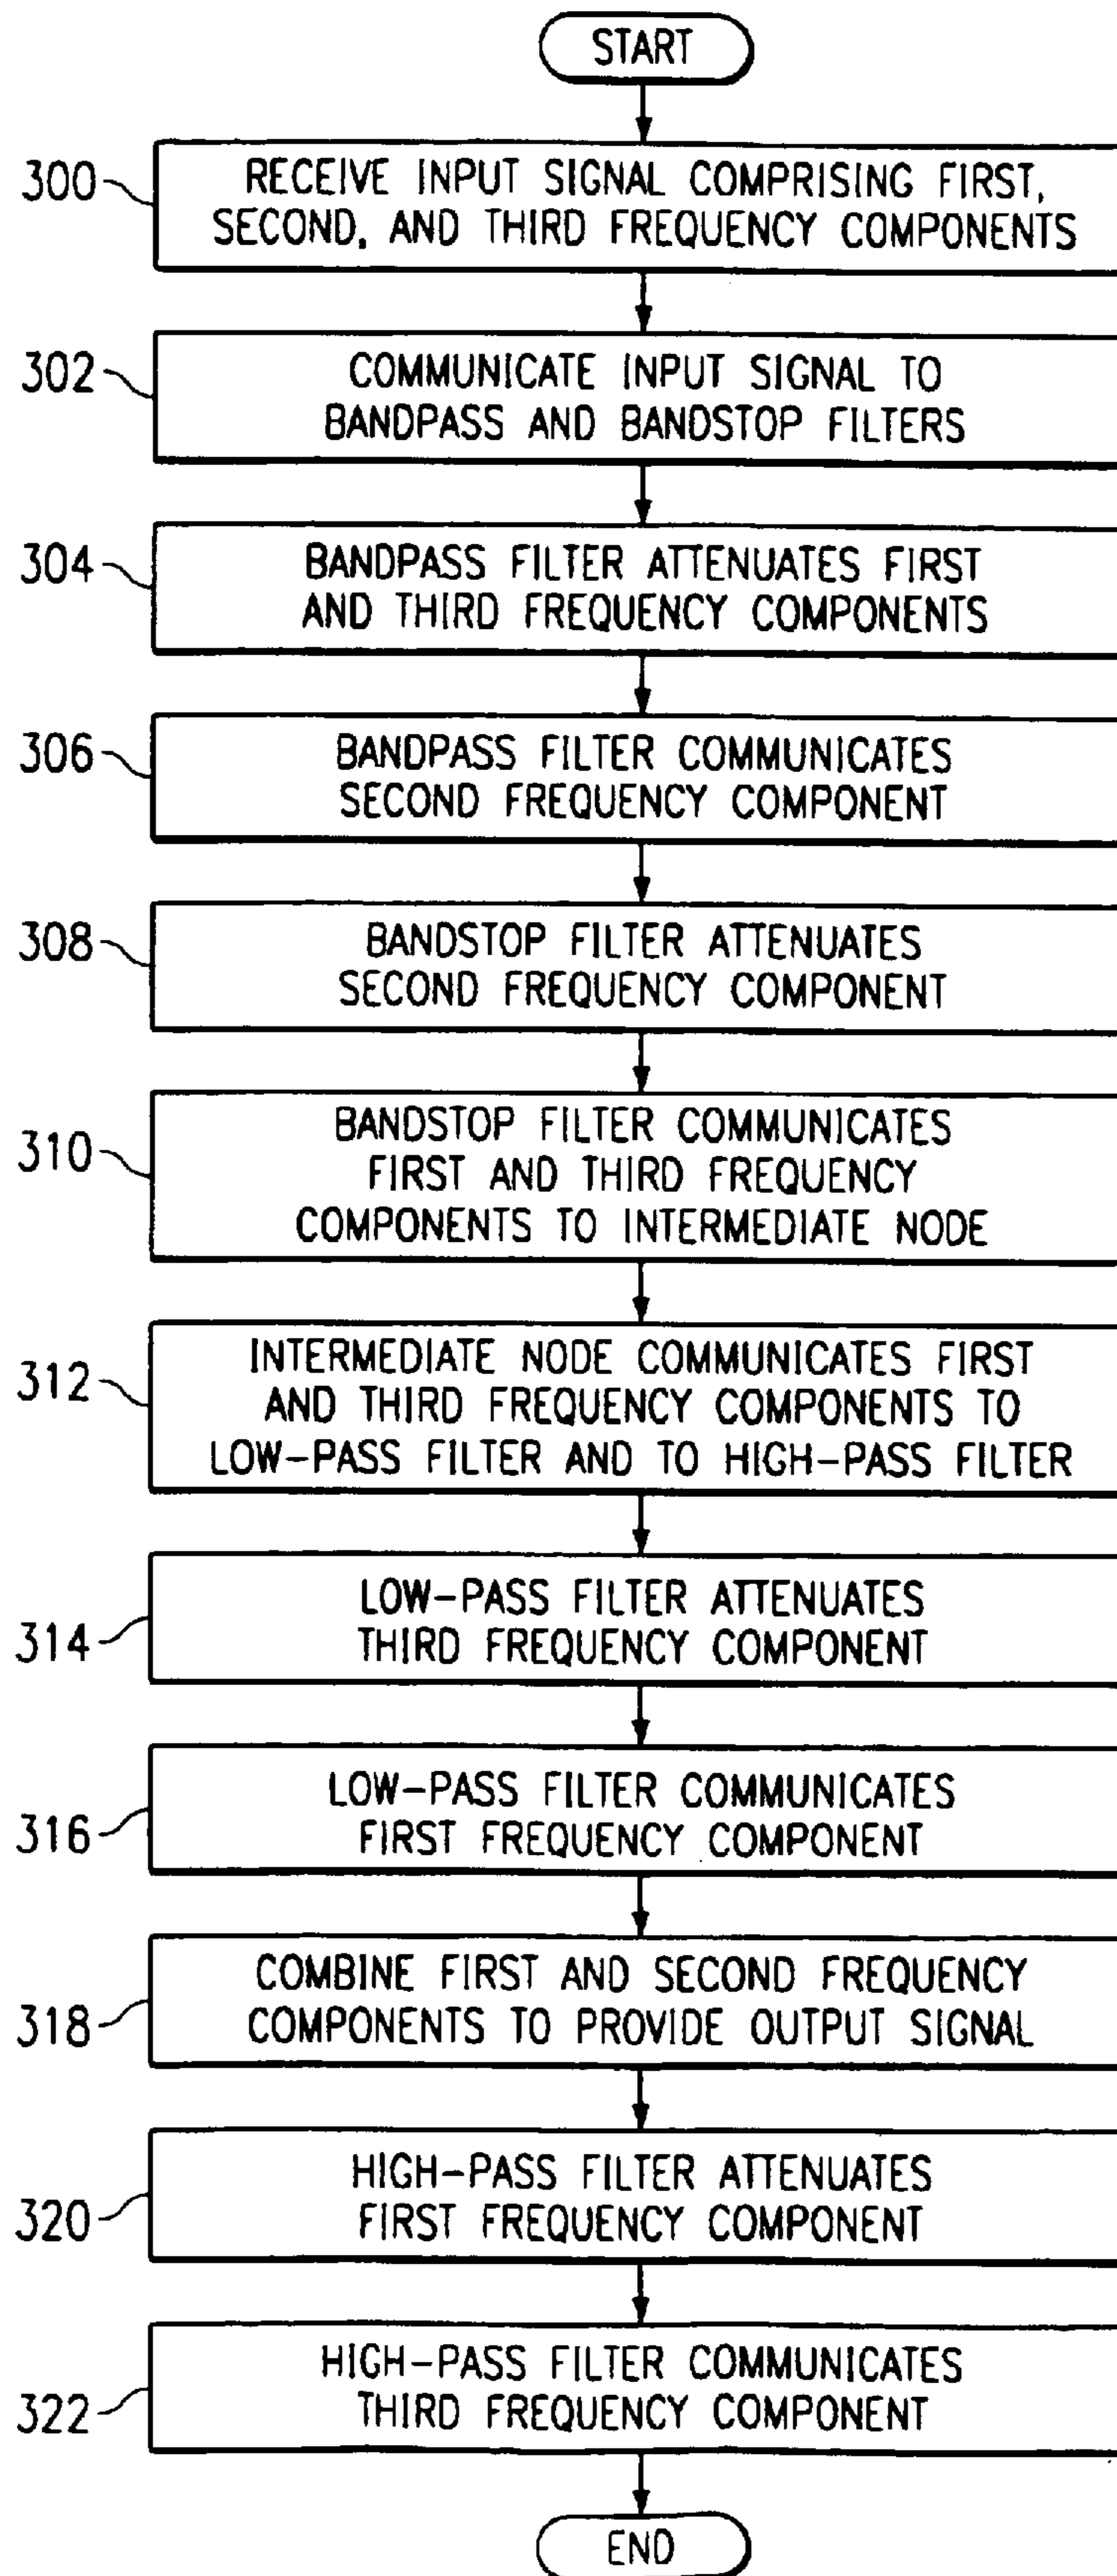 START
300
RECEIVE INPUT SIGNAL COMPRISING FIRST,
SECOND, AND THIRD FREQUENCY COMPONENTS
302
COMMUNICATE INPUT SIGNAL TO
BANDPASS AND BANDSTOP FILTERS
304
BANDPASS FILTER ATTENUATES FIRST
AND THIRD FREQUENCY COMPONENTS
306
BANDPASS FILTER COMMUNICATES
SECOND FREQUENCY COMPONENT
308
BANDSTOP FILTER ATTENUATES
SECOND FREQUENCY COMPONENT
310
BANDSTOP FILTER COMMUNICATES
FIRST AND THIRD FREQUENCY
COMPONENTS TO INTERMEDIATE NODE
312
INTERMEDIATE NODE COMMUNICATES FIRST
AND THIRD FREQUENCY COMPONENTS TO
LOW-PASS FILTER AND TO HIGH-PASS FILTER
314
LOW-PASS FILTER ATTENUATES
THIRD FREQUENCY COMPONENT
316
LOW-PASS FILTER COMMUNICATES
FIRST FREQUENCY COMPONENT
318
COMBINE FIRST AND SECOND FREQUENCY
COMPONENTS TO PROVIDE OUTPUT SIGNAL
320
HIGH-PASS FILTER ATTENUATES
FIRST FREQUENCY COMPONENT
322
HIGH-PASS FILTER COMMUNICATES
THIRD FREQUENCY COMPONENT
END